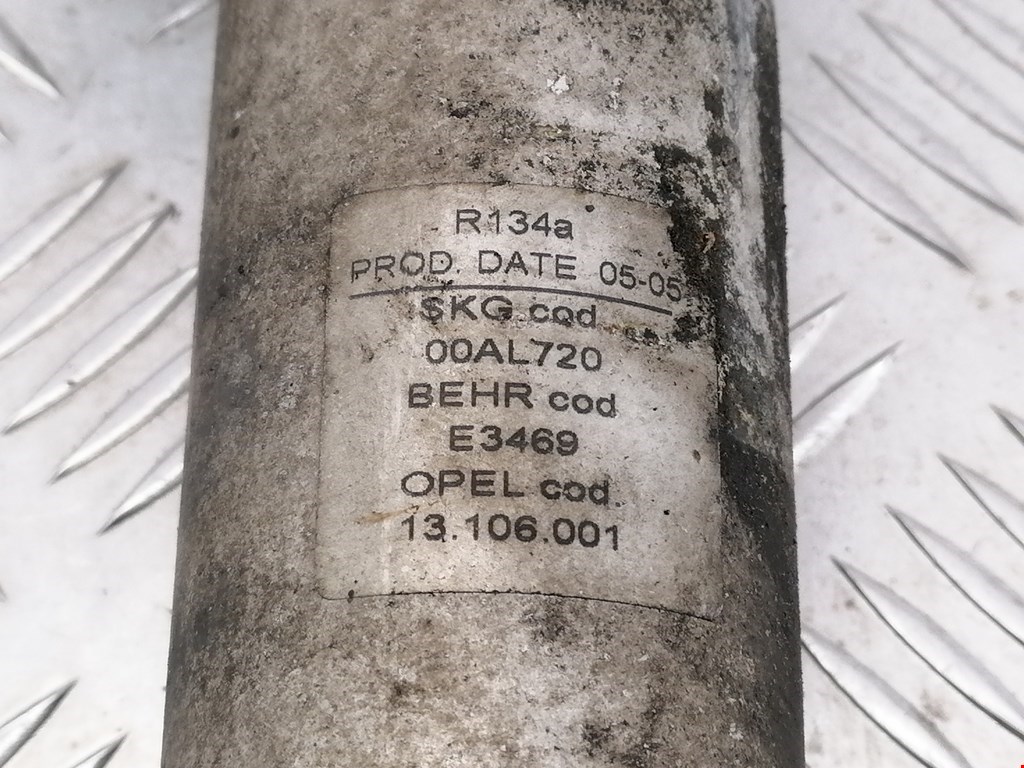 R134a
PROD. DATE 05-05
SKG cod
00AL720
BEHR cod
E3469
OPEL cod
13.106.001